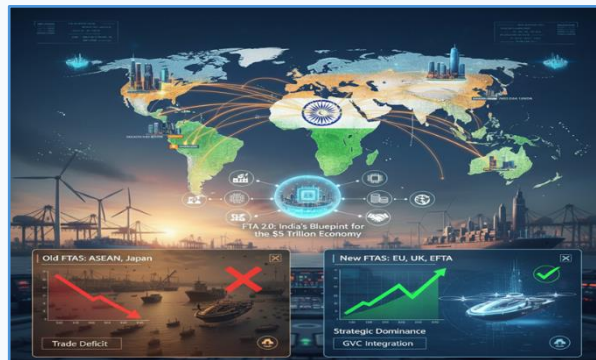 FTA 2.0: India's Blueprint for
the $5 Trillion Economy
Old FTAS: ASEAN, Japan
Trade Deficit
New FTAS: EU, UK, EFTA
Strategic Dominance
GVC Integration